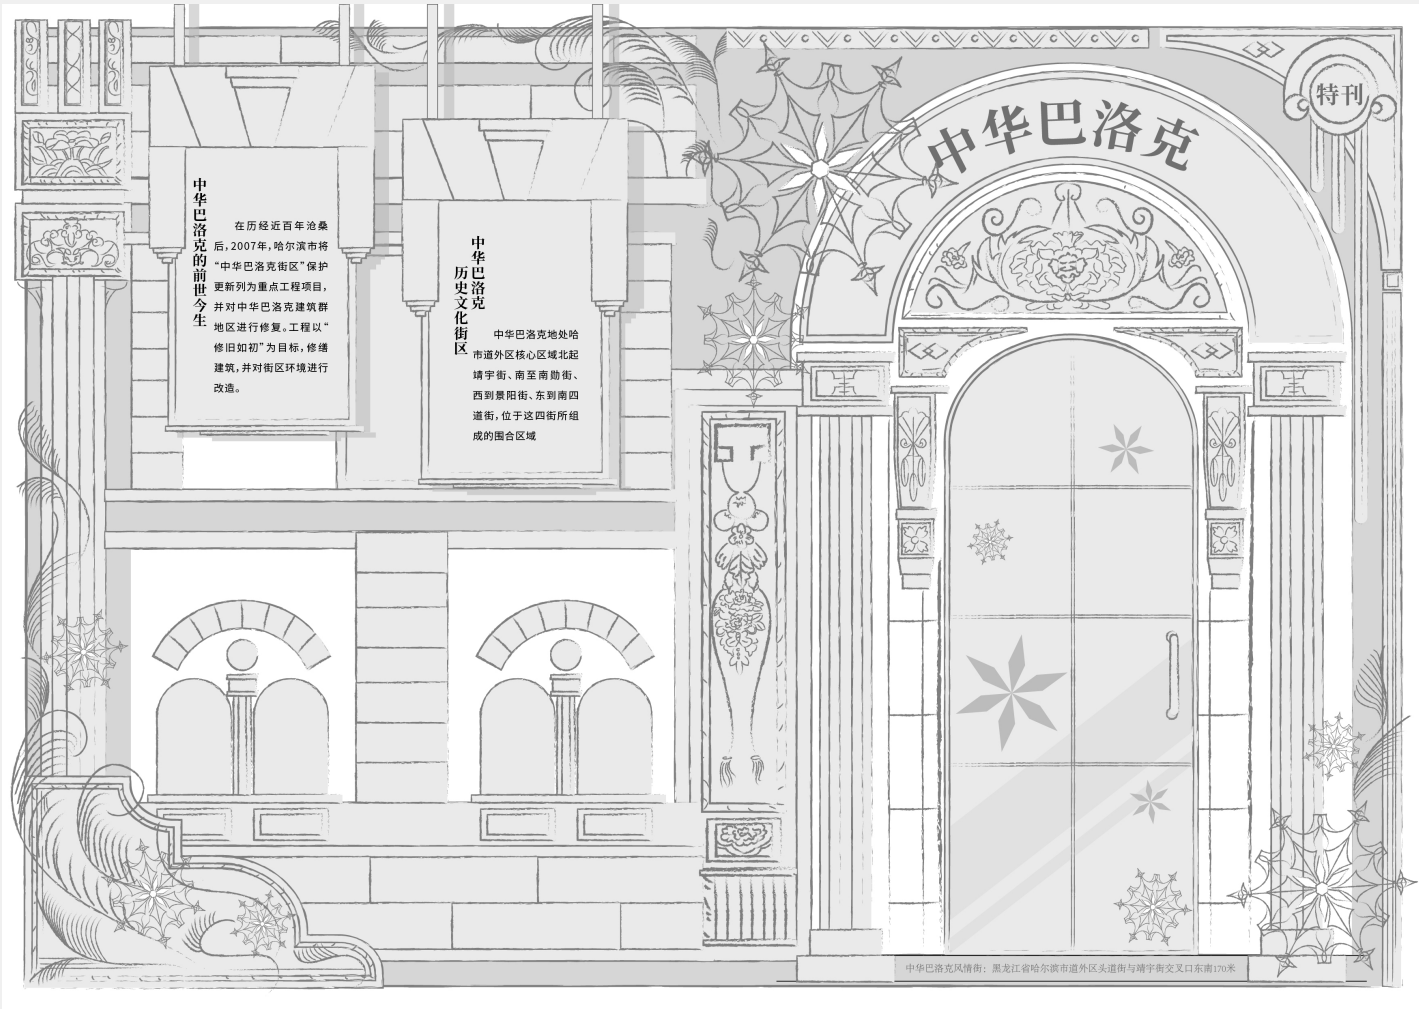 特刊
中华巴洛克
中华巴洛克的前世今生
在历经近百年沧桑
后，2007年，哈尔滨市将
“中华巴洛克街区”保护
更新列为重点工程项目，
并对中华巴洛克建筑群
地区进行修复。工程以“
修旧如初”为目标，修缮
建筑，并对街区环境进行
改造。
中华巴洛克
历史文化街区
中华巴洛克地处哈
市道外区核心区域北起
靖宇街、南至南勋街、
西到景阳街、东到南四
道街，位于这四街所组
成的围合区域
中华巴洛克风情街：黑龙江省哈尔滨市道外区头道街与靖宇街交叉口东南170米